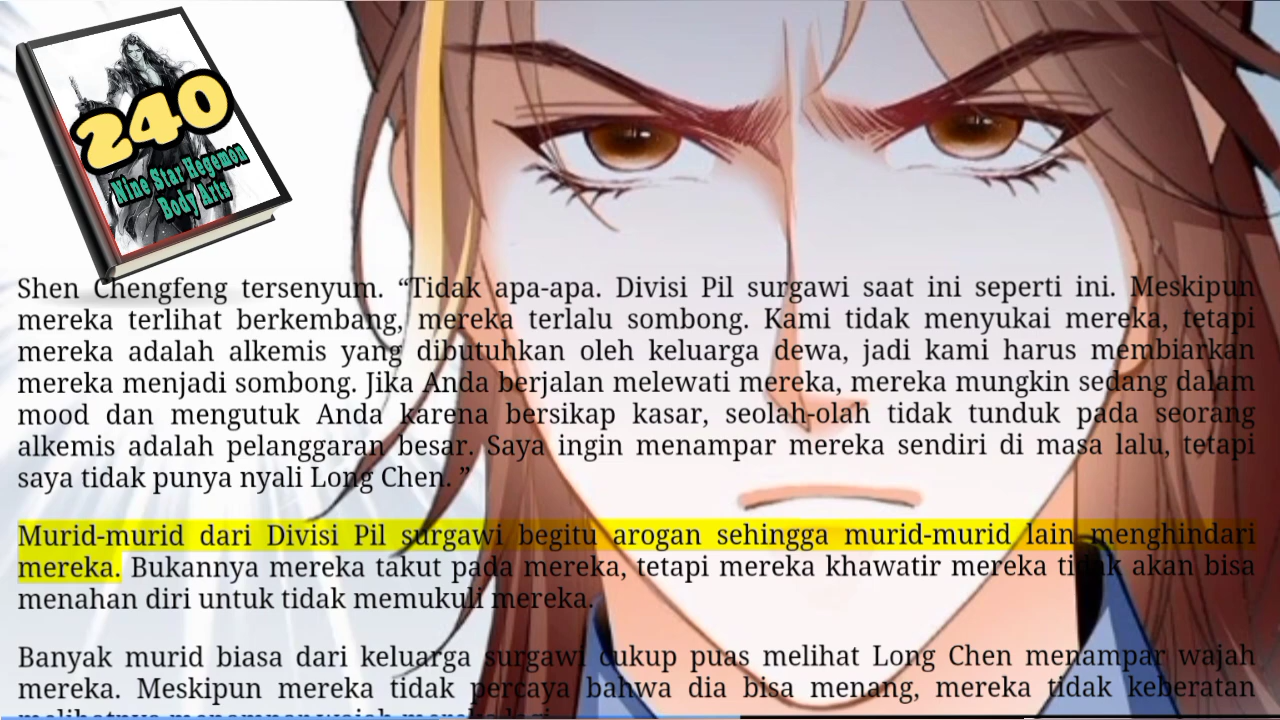 240
Nine Star Hegemon
Body Arts
Shen Chengfeng tersenyum. “Tidak apa-apa. Divisi Pil surgawi saat ini seperti ini. Meskipun
mereka terlihat berkembang, mereka terlalu sombong. Kami tidak menyukai mereka, tetapi
mereka adalah alkemis yang dibutuhkan oleh keluarga dewa, jadi kami harus membiarkan
mereka menjadi sombong. Jika Anda berjalan melewati mereka, mereka mungkin sedang dalam
mood dan mengutuk Anda karena bersikap kasar, seolah-olah tidak tunduk pada seorang
alkemis adalah pelanggaran besar. Saya ingin menampar mereka sendiri di masa lalu, tetapi
saya tidak punya nyali Long Chen. ”
Murid-murid dari Divisi Pil surgawi begitu arogan sehingga murid-murid lain menghindari
mereka. Bukannya mereka takut pada mereka, tetapi mereka khawatir mereka tidak akan bisa
menahan diri untuk tidak memukuli mereka.
Banyak murid biasa dari keluarga surgawi cukup puas melihat Long Chen menampar wajah
mereka. Meskipun mereka tidak percaya bahwa dia bisa menang, mereka tidak keberatan